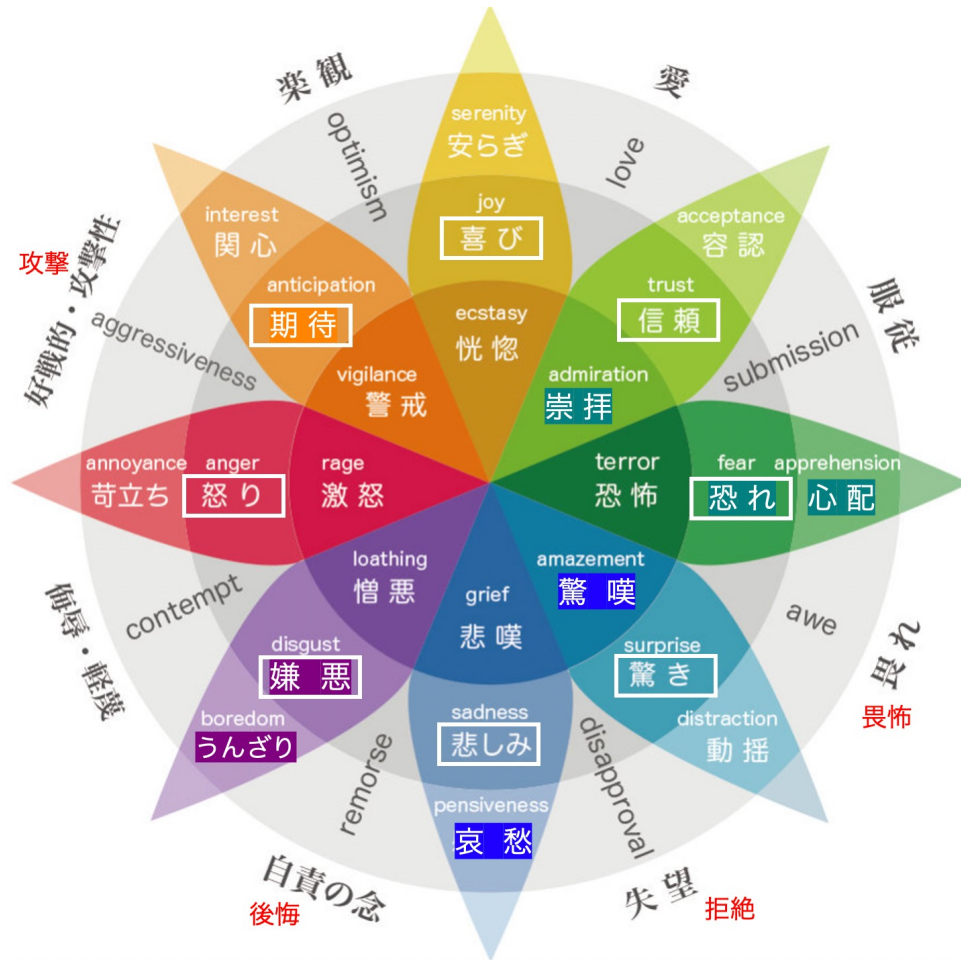 楽観
愛
optimism
love
serenity
安らぎ
joy
喜び
ecstasy
恍惚
interest
関心
anticipation
期待
vigilance
警戒
acceptance
容認
trust
信頼
admiration
崇拝
攻撃
好戦的・攻撃性
aggressiveness
服従
submission
annoyance
苛立ち
anger
怒り
rage
激怒
terror
恐怖
fear
恐れ
apprehension
心配
loathing
憎悪
disgust
嫌悪
boredom
うんざり
grief
悲嘆
sadness
悲しみ
pensiveness
哀愁
amazement
驚嘆
surprise
驚き
distraction
動揺
侮辱・軽蔑
contempt
awe
畏れ
畏怖
remorse
自責の念
後悔
disapproval
失望
拒絶